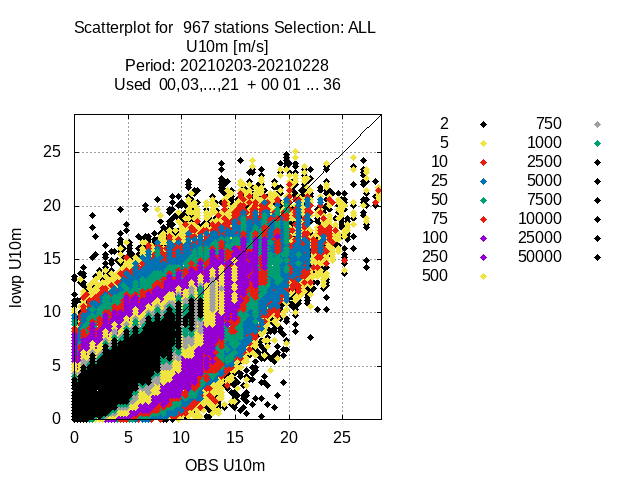 Scatterplot for  967 stations Selection: ALL
U10m [m/s]
Period: 20210203-20210228
Used  00,03,...,21  + 00 01 ... 36
25
20
15
10
5
0
0 5 10 15 20 25
Iowp U10m
OBS U10m
2 750
5 1000
10 2500
25 5000
50 7500
75 10000
100 25000
250 50000
500